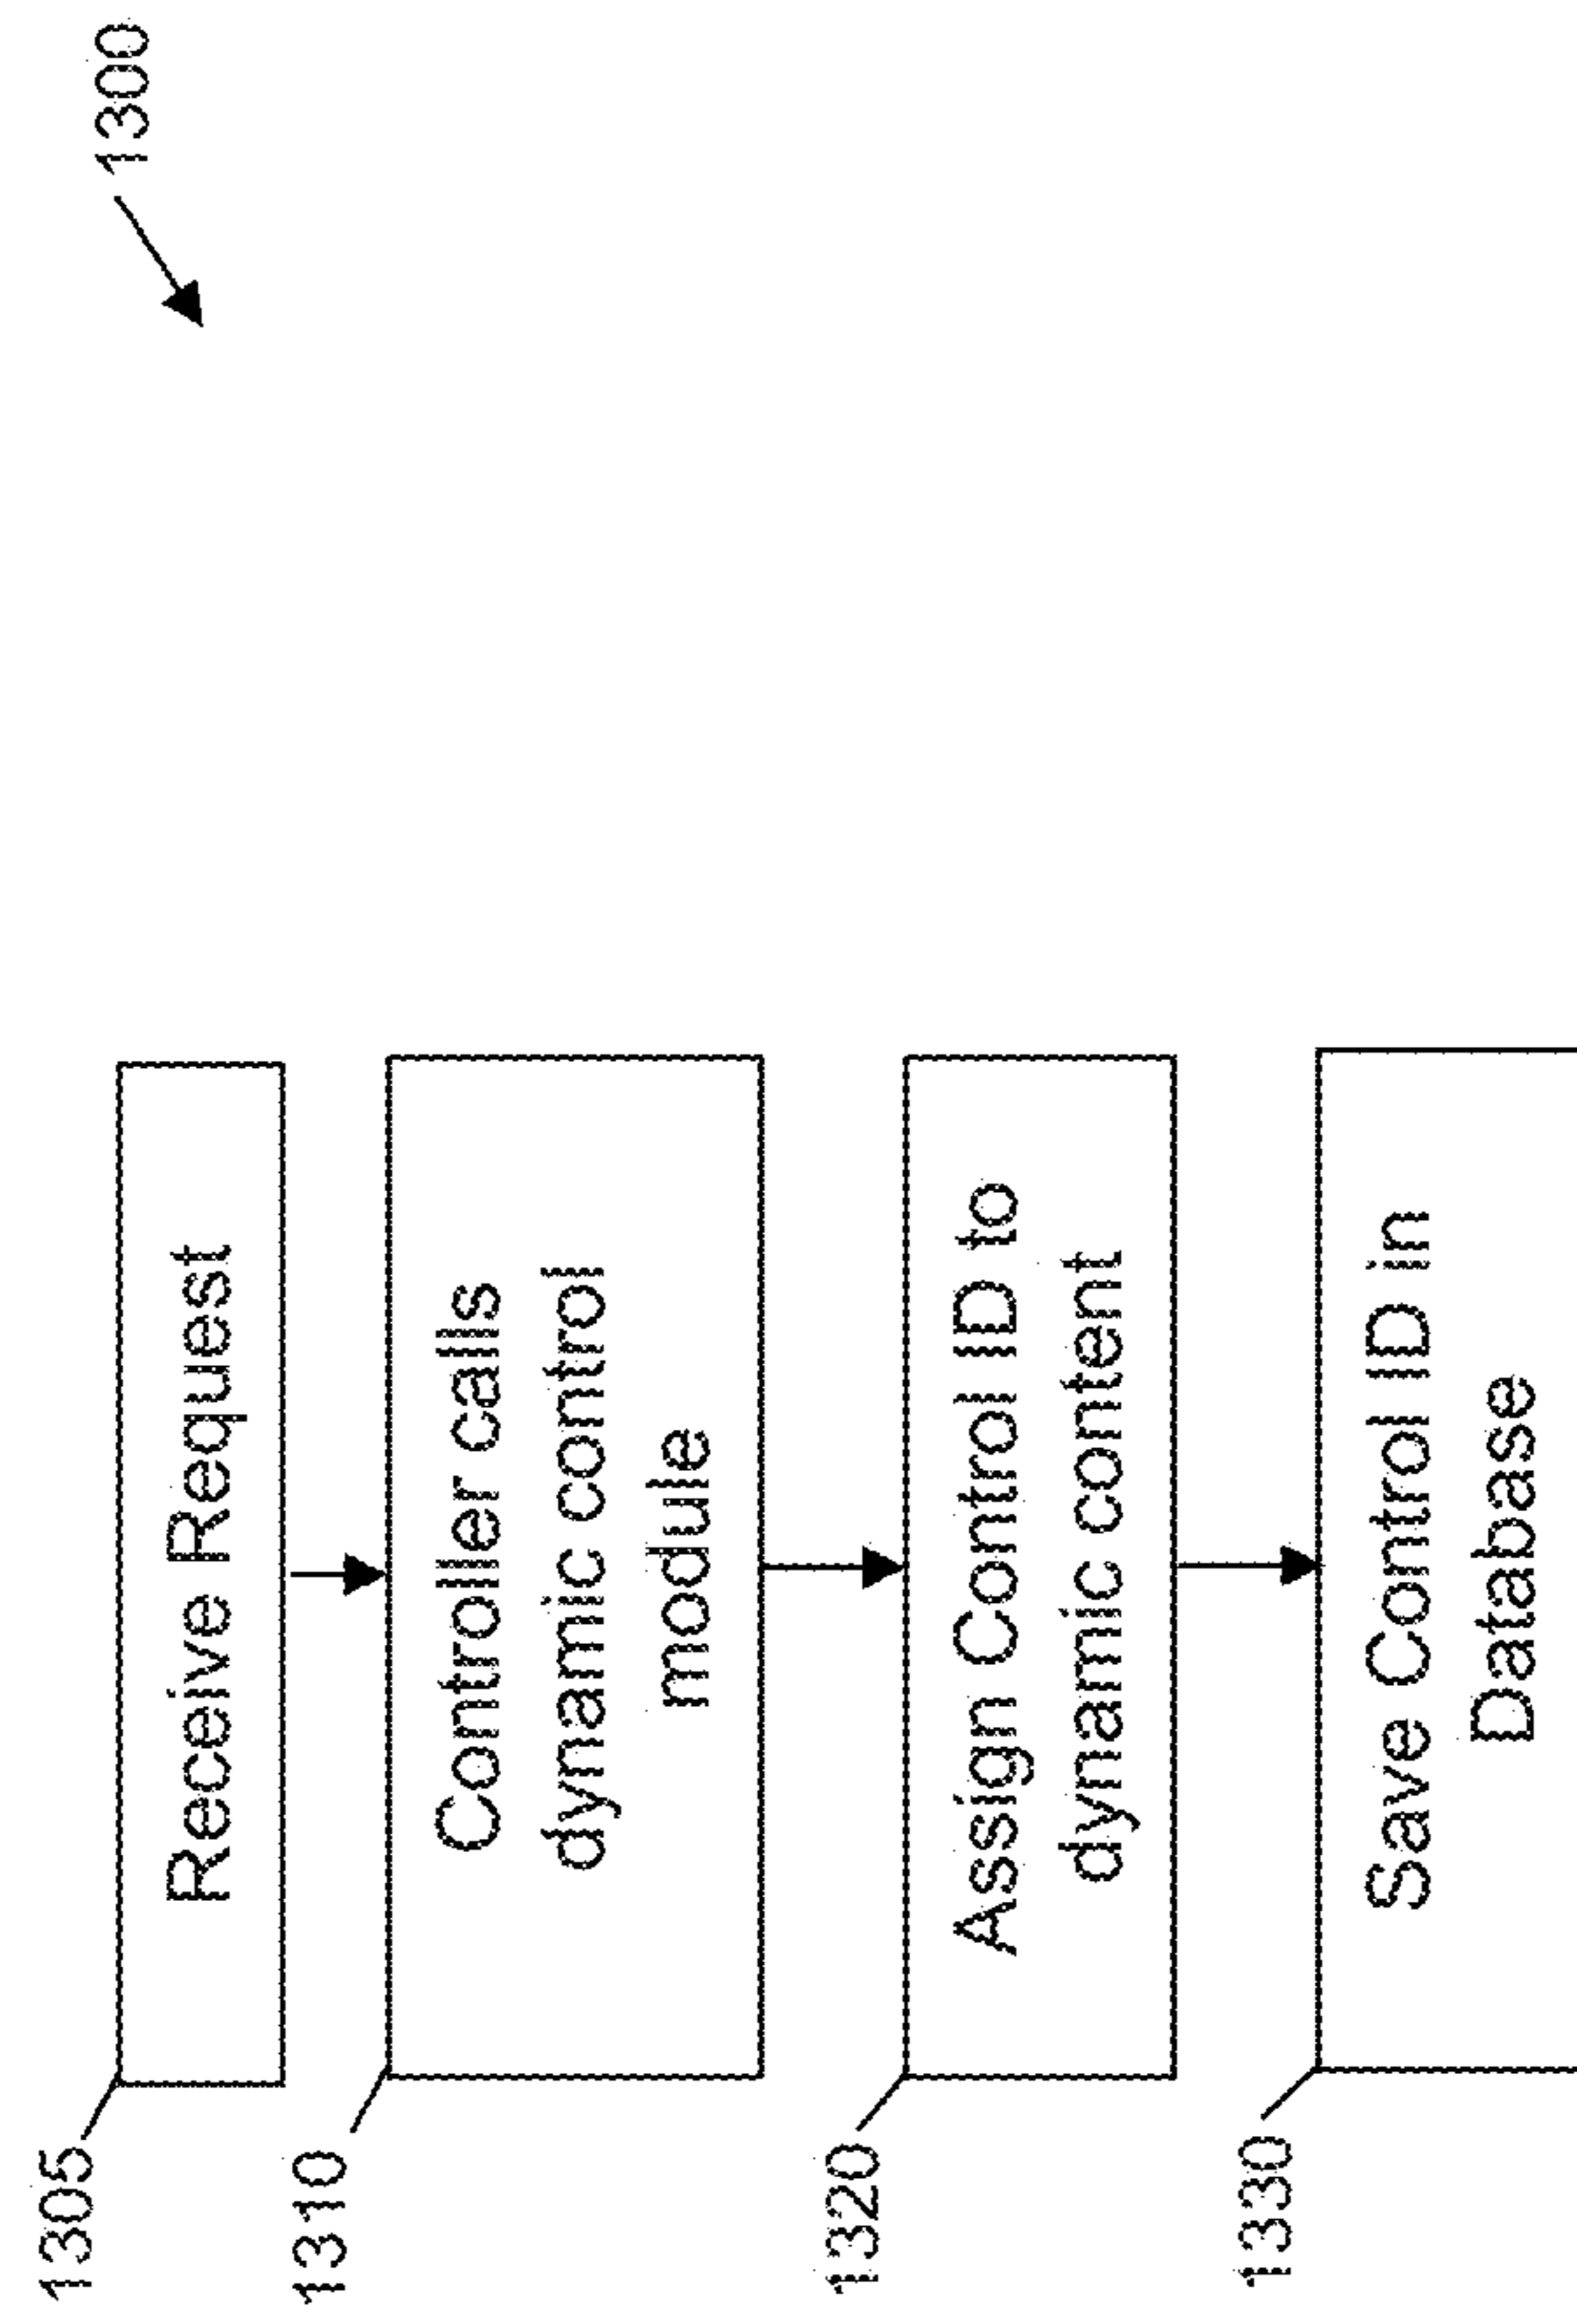 1300
1305
Receive Request
1310
Controller calls
dynamic control
module
1320
Assign Control ID to
dynamic content
1330
Save Control ID in
Database